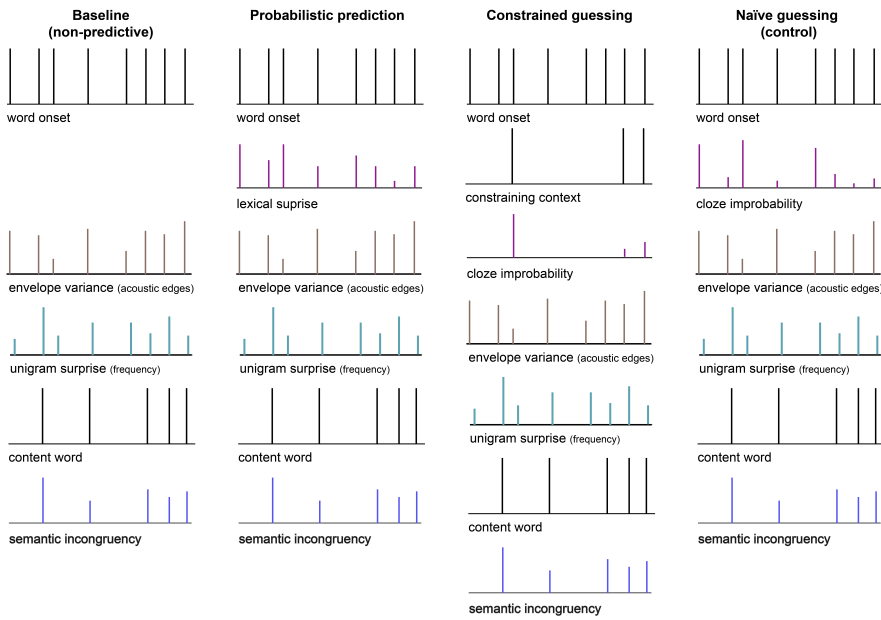 Baseline
(non-predictive)
word onset
envelope variance (acoustic edges)
unigram surprise (frequency)
content word
semantic incongruency
Probabilistic prediction
word onset
lexical suprise
envelope variance (acoustic edges)
unigram surprise (frequency)
content word
semantic incongruency
Constrained guessing
word onset
constraining context
cloze improbability
envelope variance (acoustic edges)
unigram surprise (frequency)
content word
semantic incongruency
Naïve guessing
(control)
word onset
cloze improbability
envelope variance (acoustic edges)
unigram surprise (frequency)
content word
semantic incongruency